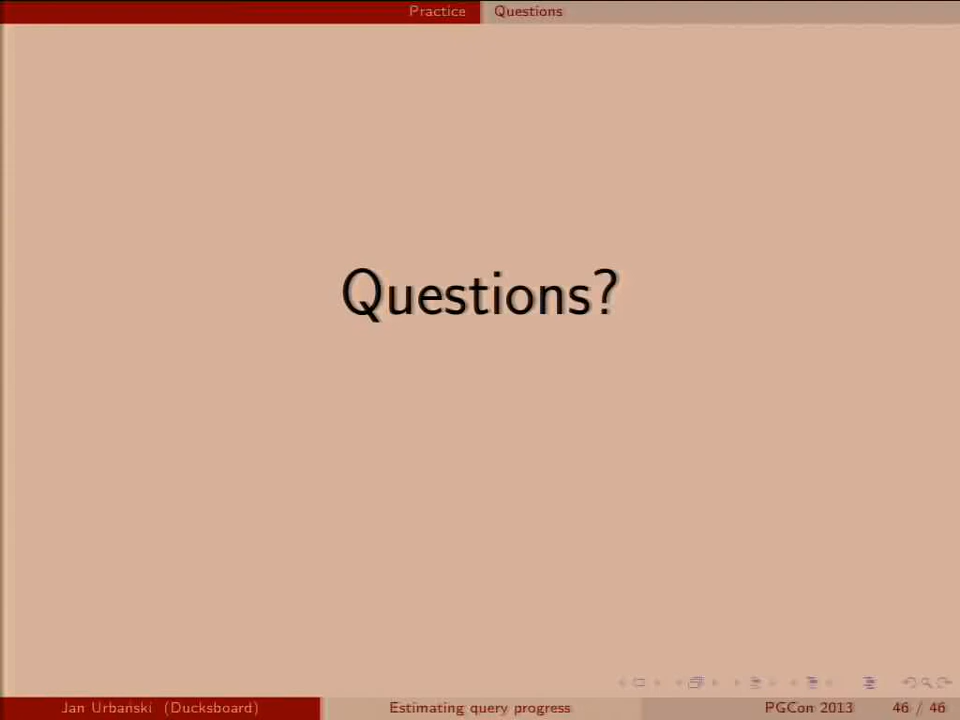 Practice Questions
Questions?
Jan Urbański (Ducksboard) Estimating query progress PGCon 2013 46 / 46